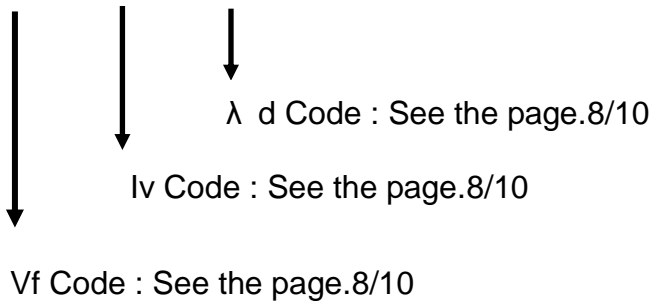 λ d Code : See the page.8/10
Iv Code : See the page.8/10
Vf Code : See the page.8/10